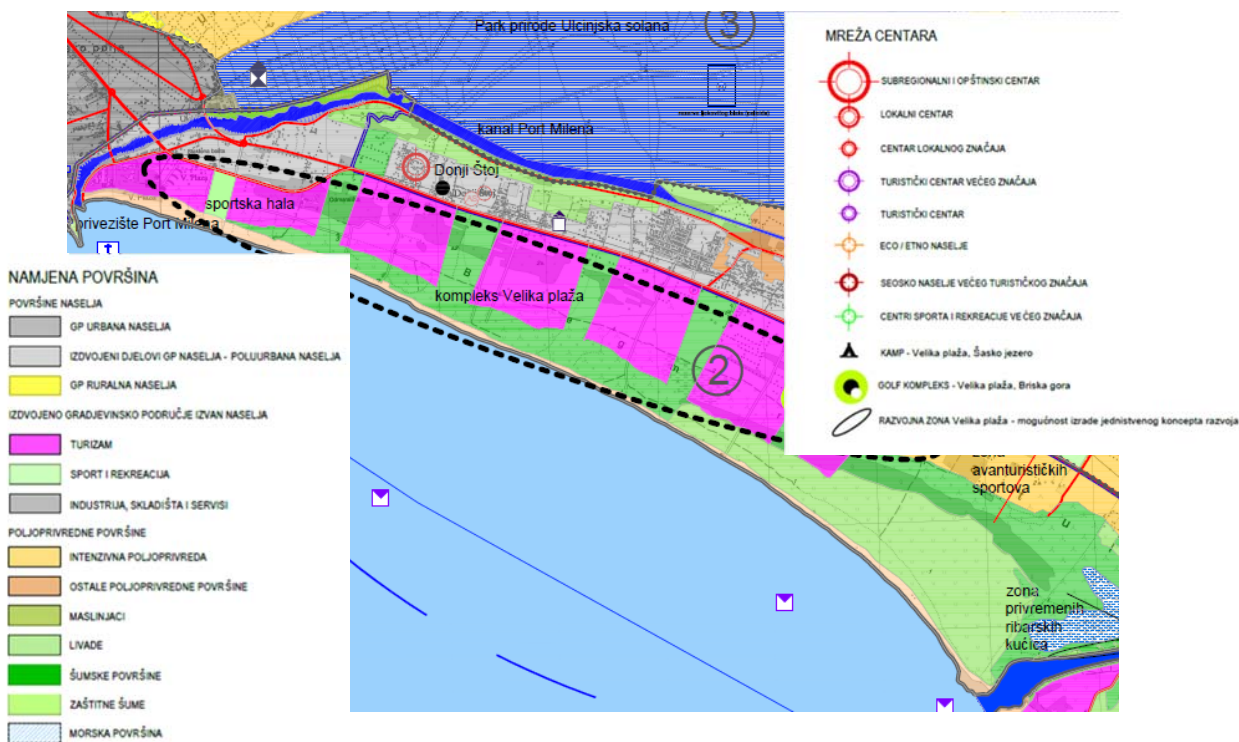 Park prirode Ulcinjska solana
3
kanal Port Milena
Donji Štoj
sportska hala
privezište Port Milena
kompleks Velika plaža
2
zona
avanturističkih
sportova
zona
privremenih
ribarskih
kućica
NAMJENA POVRŠINA
POVRŠINE NASELJA
GP URBANA NASELJA
IZDVOJENI DJELOVI GP NASELJA - POLUURBANA NASELJA
GP RURALNA NASELJA
IZDVOJENO GRADJEVINSKO PODRUČJE IZVAN NASELJA
TURIZAM
SPORT I REKREACIJA
INDUSTRIJA, SKLADIŠTA I SERVISI
POLJOPRIVREDNE POVRŠINE
INTENZIVNA POLJOPRIVREDA
OSTALE POLJOPRIVREDNE POVRŠINE
MASLINJACI
LIVADE
ŠUMSKE POVRŠINE
ZAŠTITNE ŠUME
MORSKA POVRŠINA
MREŽA CENTARA
SUBREGIONALNI I OPŠTINSKI CENTAR
LOKALNI CENTAR
CENTAR LOKALNOG ZNAČAJA
TURISTIČKI CENTAR VEĆEG ZNAČAJA
TURISTIČKI CENTAR
ECO / ETNO NASELJE
SEOSKO NASELJE VEĆEG TURISTIČKOG ZNAČAJA
CENTRI SPORTA I REKREACIJE VEĆEG ZNAČAJA
KAMP - Velika plaža, Šasko jezero
GOLF KOMPLEKS - Velika plaža, Briska gora
RAZVOJNA ZONA Velika plaža - mogućnost izrade jednistvenog koncepta razvoja